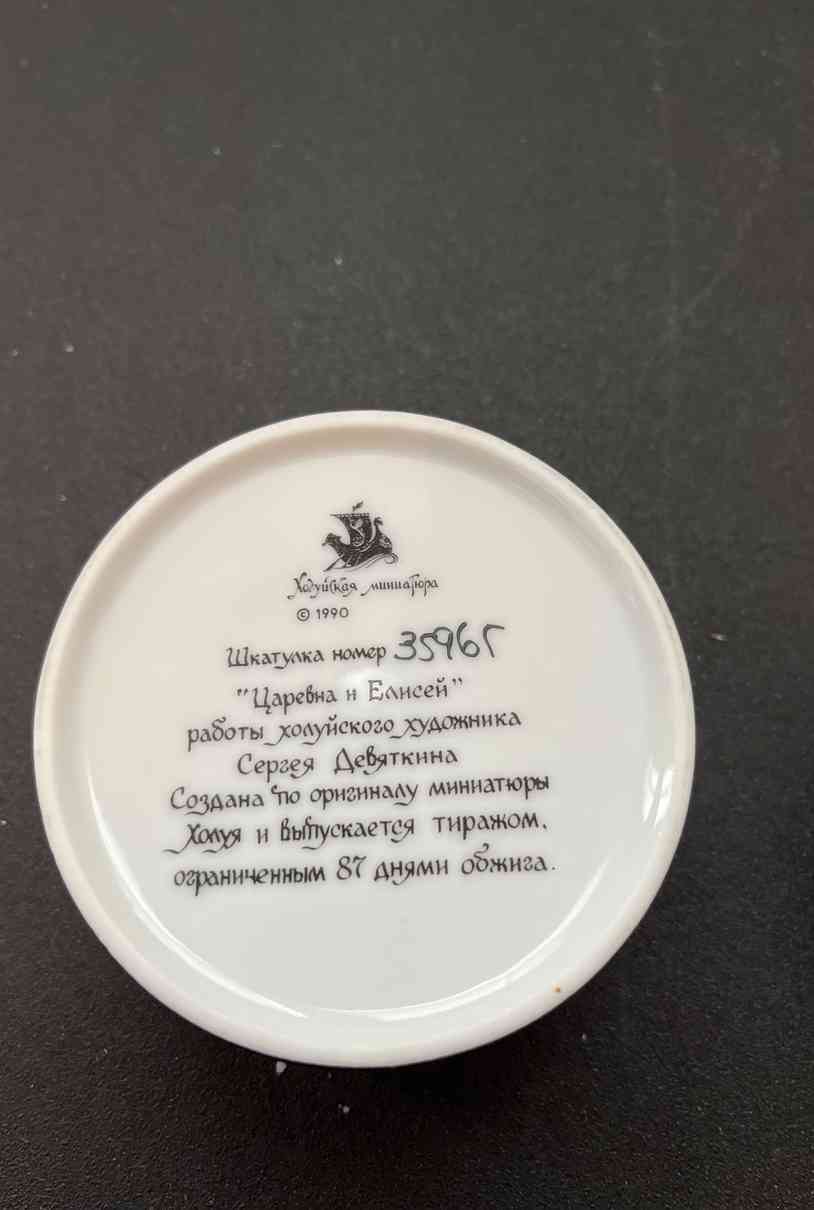 Холуйская миниатюра
© 1990
Шкатулка номер 3596Г
"Царевна и Елисей"
работы холуйского художника
Сергея Девяткина
Создана по оригиналу миниатюры
Холуя и выпускается тиражом,
ограниченным 87 днями обжига.